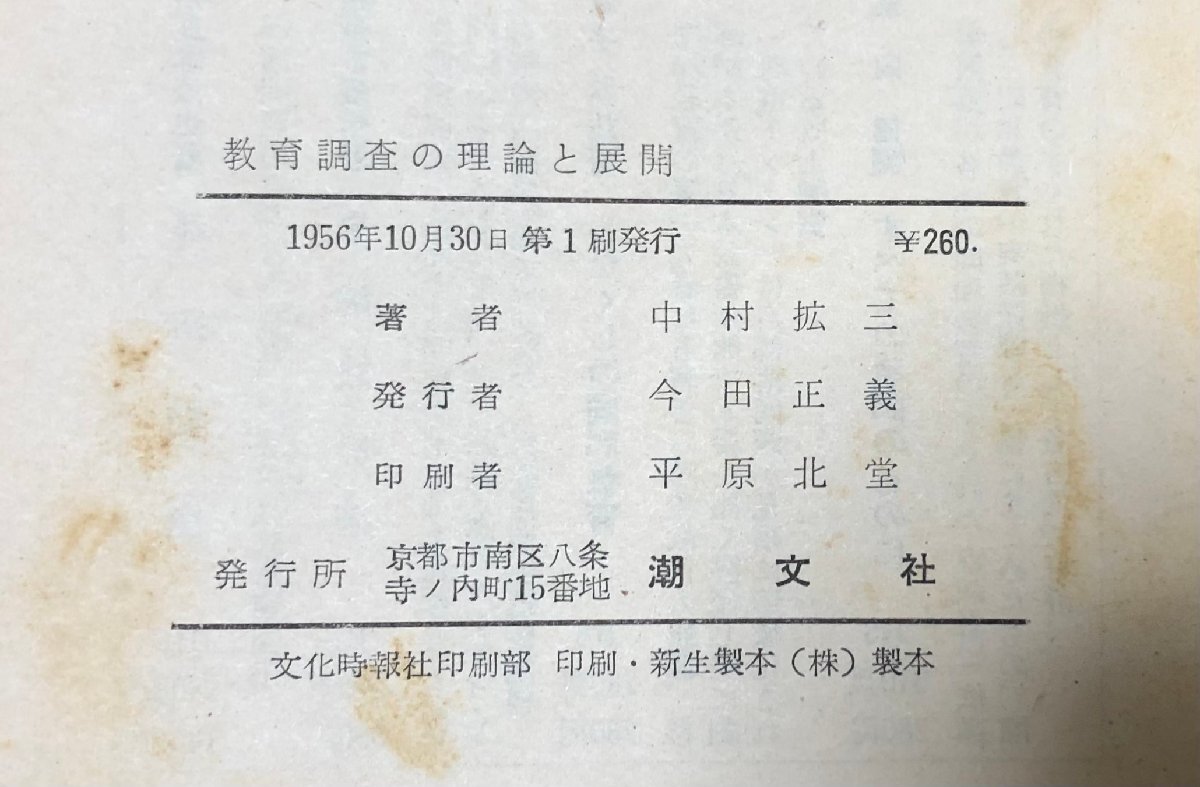 教育調査の理論と展開
1956年10月30日 第1刷発行 ¥260.
著者 中村拡三
発行者 今田正義
印刷者 平原北堂
発行所 京都市南区八条寺ノ内町15番地 潮文社
文化時報社印刷部 印刷・新生製本(株)製本